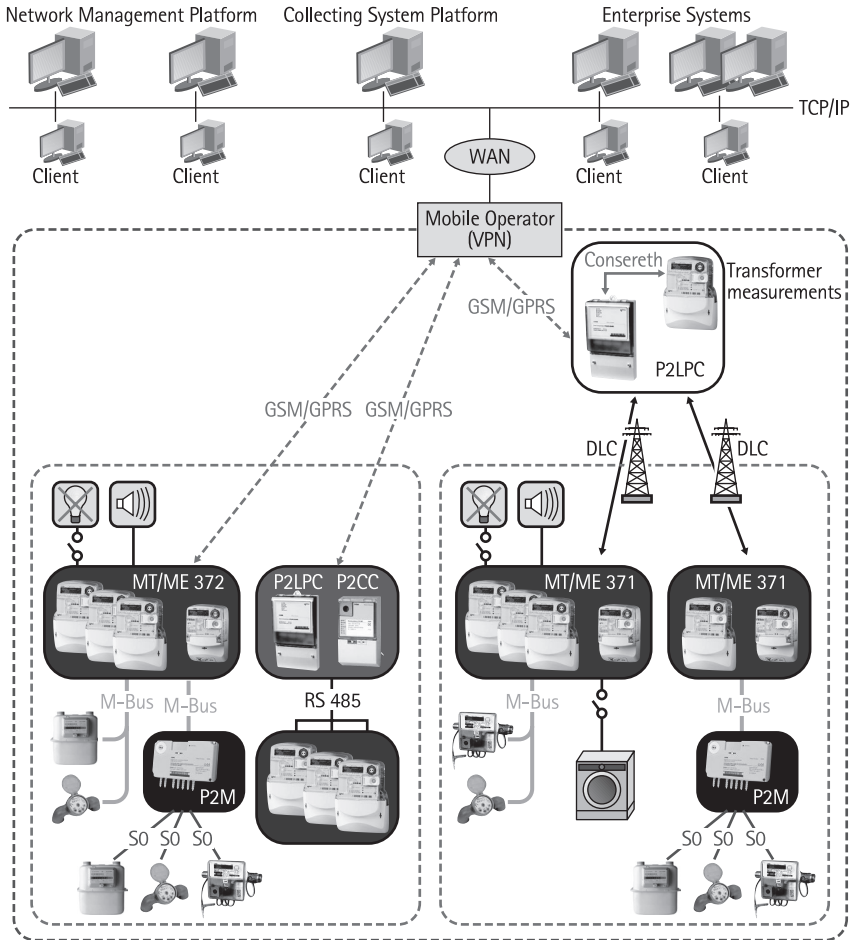 Network Management Platform
Collecting System Platform
Enterprise Systems
TCP/IP
Client
Client
Client
Client
Client
WAN
Mobile Operator
(VPN)
Consereth
Transformer
measurements
GSM/GPRS
P2LPC
GSM/GPRS
GSM/GPRS
DLC
DLC
MT/ME 372
P2LPC
P2CC
MT/ME 371
MT/ME 371
M-Bus
M-Bus
RS 485
M-Bus
M-Bus
P2M
P2M
S0
S0
S0
S0
S0
S0